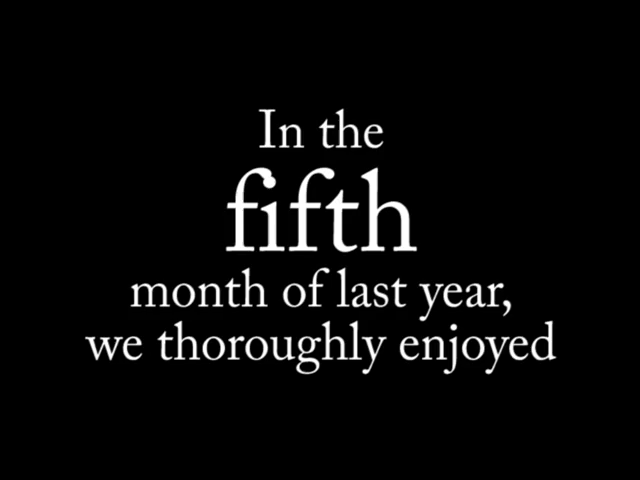 In the
fifth
month of last year,
we thoroughly enjoyed